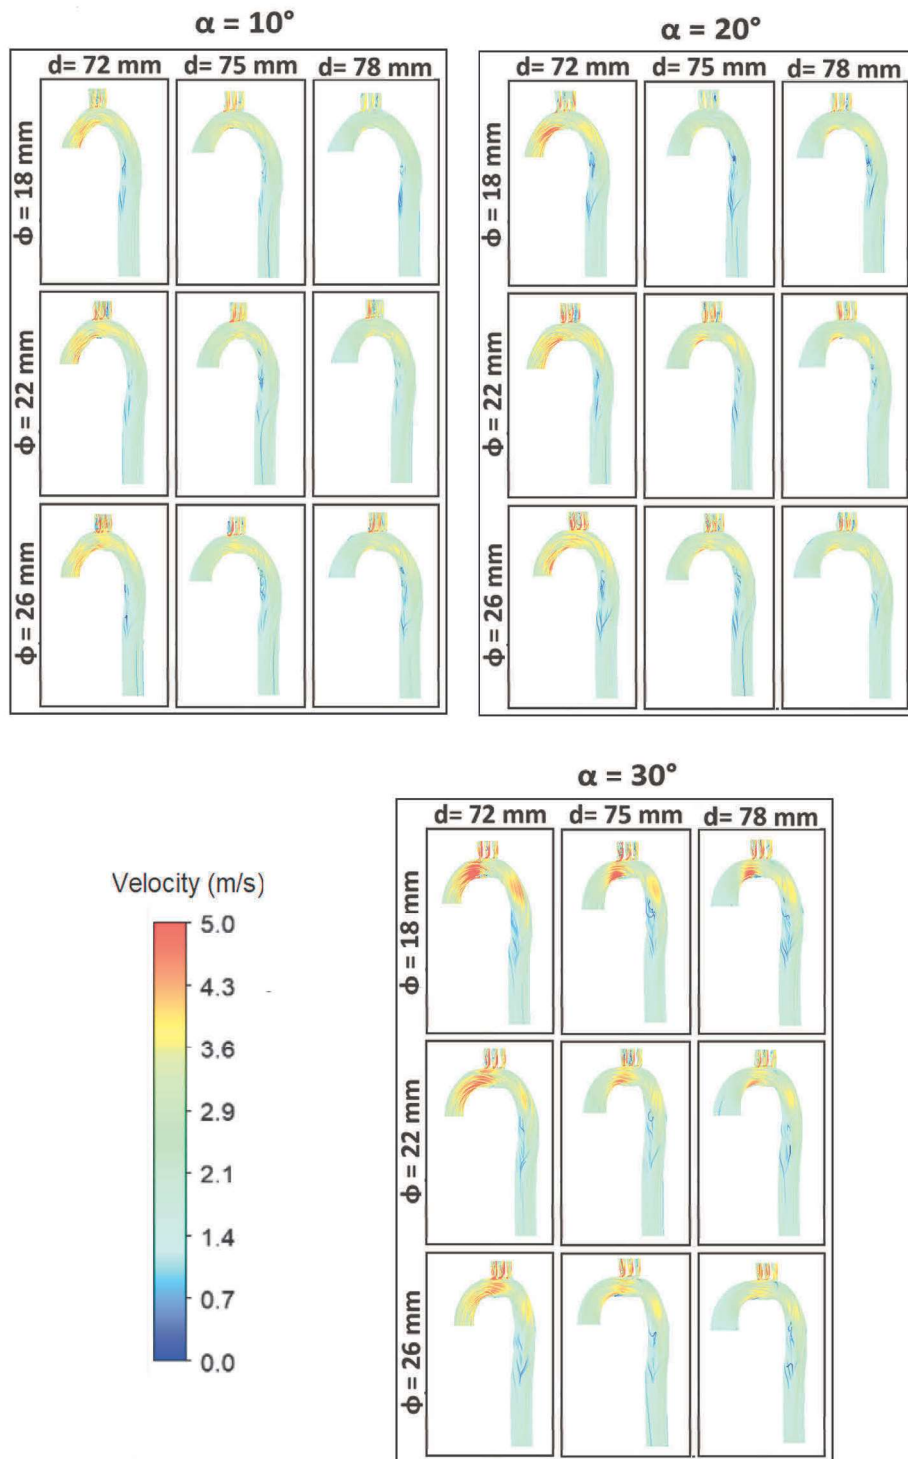 α = 10°
d= 72 mm d= 75 mm d= 78 mm
ϕ = 18 mm
ϕ = 22 mm
ϕ = 26 mm
α = 20°
d= 72 mm d= 75 mm d= 78 mm
ϕ = 18 mm
ϕ = 22 mm
ϕ = 26 mm
α = 30°
d= 72 mm d= 75 mm d= 78 mm
ϕ = 18 mm
ϕ = 22 mm
ϕ = 26 mm
Velocity (m/s)
5.0
4.3
3.6
2.9
2.1
1.4
0.7
0.0